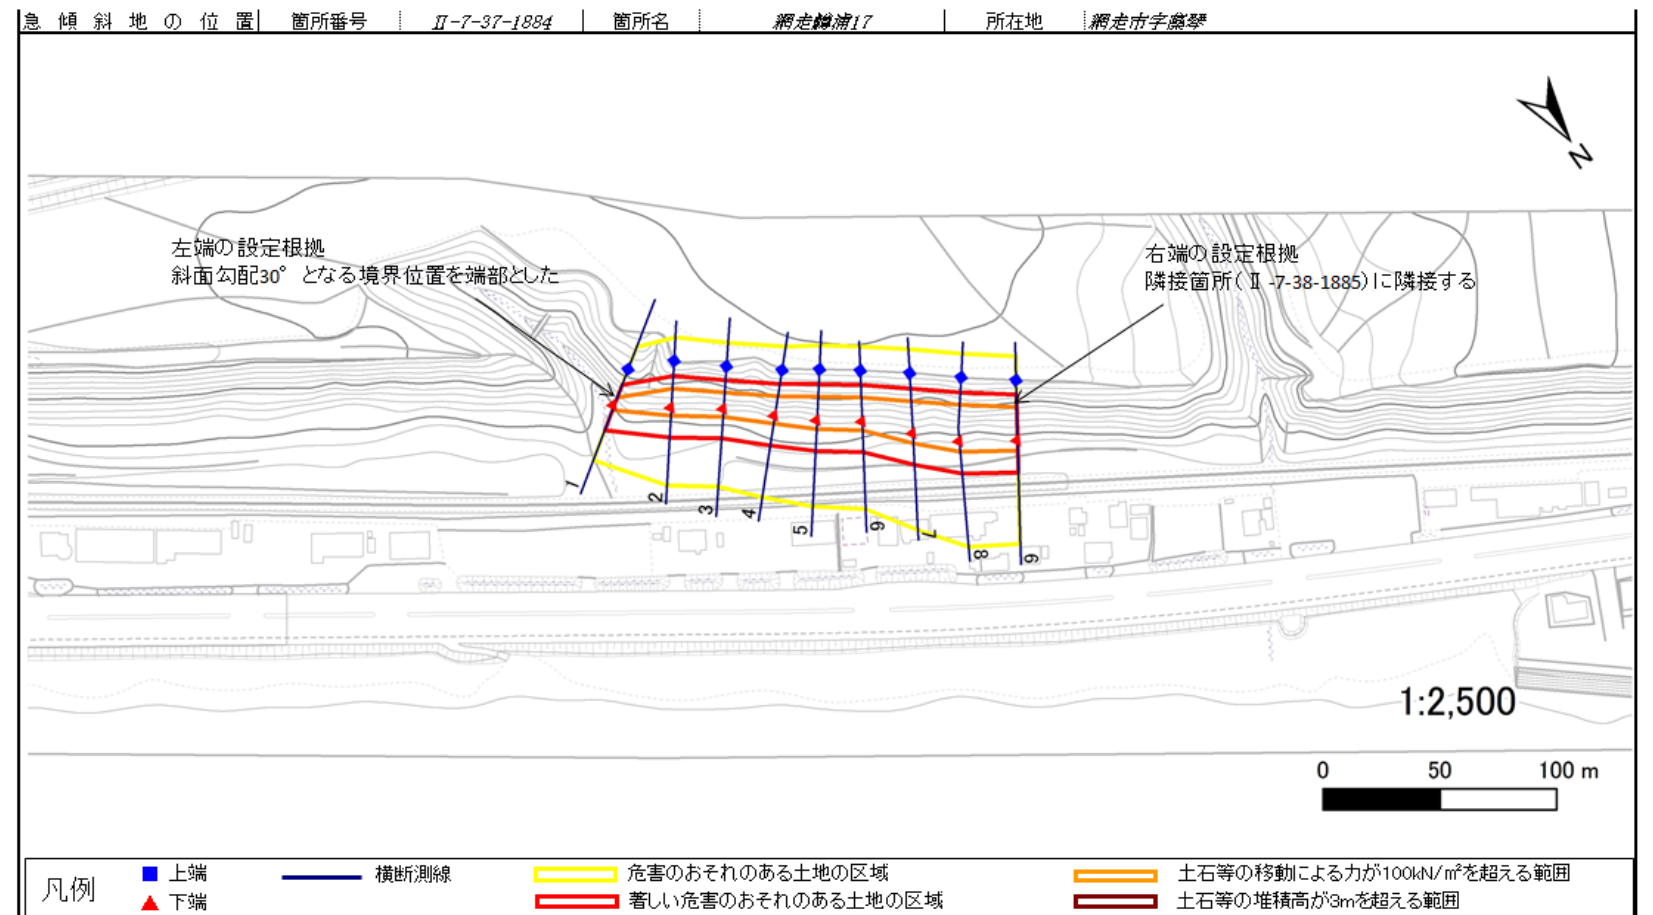 急傾斜地の位置 箇所番号 Ⅱ-7-37-1884 箇所名 網走鱒浦17 所在地 網走市字藻琴
N
左端の設定根拠
斜面勾配30°となる境界位置を端部とした
右端の設定根拠
隣接箇所(Ⅱ-7-38-1885)に隣接する
1
2
3
4
5
6
7
8
9
1:2,500
0 50 100 m
凡例
上端 横断測線 危害のおそれのある土地の区域 土石等の移動による力が100kN/㎡を超える範囲
下端 著しい危害のおそれのある土地の区域 土石等の堆積高が3mを超える範囲